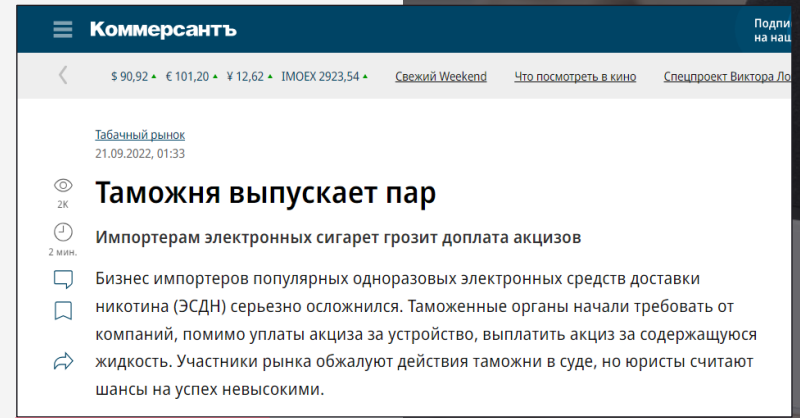 Коммерсантъ
Подпи
на наш
$ 90,92 € 101,20 ¥ 12,62 IMOEX 2923,54 Свежий Weekend Что посмотреть в кино Спецпроект Виктора Ло
Табачный рынок
21.09.2022, 01:33
Таможня выпускает пар
2K
Импортерам электронных сигарет грозит доплата акцизов
2 мин.
Бизнес импортеров популярных одноразовых электронных средств доставки
никотина (ЭСДН) серьезно осложнился. Таможенные органы начали требовать от
компаний, помимо уплаты акциза за устройство, выплатить акциз за содержащуюся
жидкость. Участники рынка обжалуют действия таможни в суде, но юристы считают
шансы на успех невысокими.